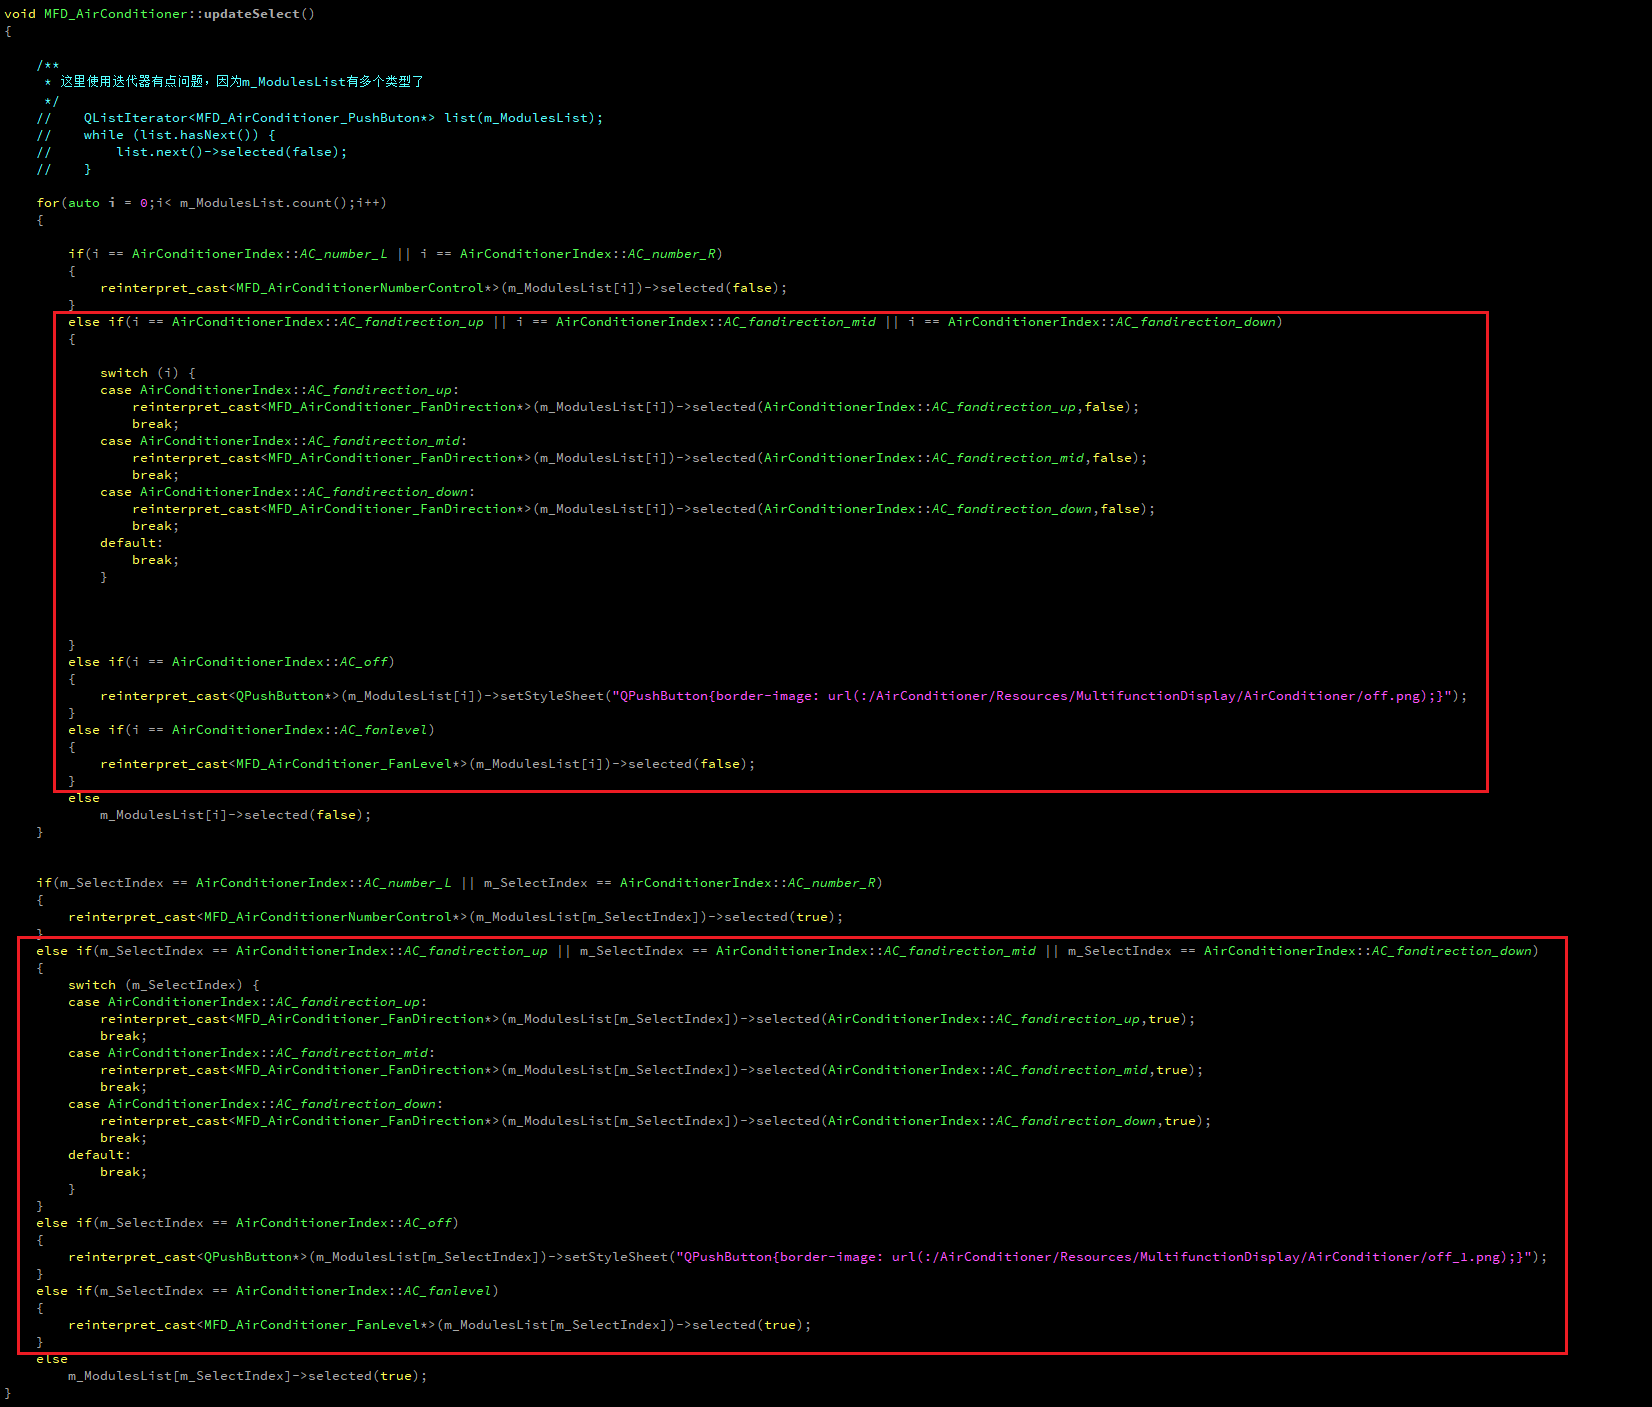 void MFD_AirConditioner::updateSelect()
{
/**
* 这里使用迭代器有点问题，因为m_ModulesList有多个类型了
*/
//    QListIterator<MFD_AirConditioner_PushButon*> list(m_ModulesList);
//    while (list.hasNext()) {
//        list.next()->selected(false);
//    }
for(auto i = 0;i< m_ModulesList.count();i++)
{
if(i == AirConditionerIndex::AC_number_L || i == AirConditionerIndex::AC_number_R)
{
reinterpret_cast<MFD_AirConditionerNumberControl*>(m_ModulesList[i])->selected(false);
}
else if(i == AirConditionerIndex::AC_fandirection_up || i == AirConditionerIndex::AC_fandirection_mid || i == AirConditionerIndex::AC_fandirection_down)
{
switch (i) {
case AirConditionerIndex::AC_fandirection_up:
reinterpret_cast<MFD_AirConditioner_FanDirection*>(m_ModulesList[i])->selected(AirConditionerIndex::AC_fandirection_up,false);
break;
case AirConditionerIndex::AC_fandirection_mid:
reinterpret_cast<MFD_AirConditioner_FanDirection*>(m_ModulesList[i])->selected(AirConditionerIndex::AC_fandirection_mid,false);
break;
case AirConditionerIndex::AC_fandirection_down:
reinterpret_cast<MFD_AirConditioner_FanDirection*>(m_ModulesList[i])->selected(AirConditionerIndex::AC_fandirection_down,false);
break;
default:
break;
}
}
else if(i == AirConditionerIndex::AC_off)
{
reinterpret_cast<QPushButton*>(m_ModulesList[i])->setStyleSheet("QPushButton{border-image: url(:/AirConditioner/Resources/MultifunctionDisplay/AirConditioner/off.png);}");
}
else if(i == AirConditionerIndex::AC_fanlevel)
{
reinterpret_cast<MFD_AirConditioner_FanLevel*>(m_ModulesList[i])->selected(false);
}
else
m_ModulesList[i]->selected(false);
}
if(m_SelectIndex == AirConditionerIndex::AC_number_L || m_SelectIndex == AirConditionerIndex::AC_number_R)
{
reinterpret_cast<MFD_AirConditionerNumberControl*>(m_ModulesList[m_SelectIndex])->selected(true);
}
else if(m_SelectIndex == AirConditionerIndex::AC_fandirection_up || m_SelectIndex == AirConditionerIndex::AC_fandirection_mid || m_SelectIndex == AirConditionerIndex::AC_fandirection_down)
{
switch (m_SelectIndex) {
case AirConditionerIndex::AC_fandirection_up:
reinterpret_cast<MFD_AirConditioner_FanDirection*>(m_ModulesList[m_SelectIndex])->selected(AirConditionerIndex::AC_fandirection_up,true);
break;
case AirConditionerIndex::AC_fandirection_mid:
reinterpret_cast<MFD_AirConditioner_FanDirection*>(m_ModulesList[m_SelectIndex])->selected(AirConditionerIndex::AC_fandirection_mid,true);
break;
case AirConditionerIndex::AC_fandirection_down:
reinterpret_cast<MFD_AirConditioner_FanDirection*>(m_ModulesList[m_SelectIndex])->selected(AirConditionerIndex::AC_fandirection_down,true);
break;
default:
break;
}
}
else if(m_SelectIndex == AirConditionerIndex::AC_off)
{
reinterpret_cast<QPushButton*>(m_ModulesList[m_SelectIndex])->setStyleSheet("QPushButton{border-image: url(:/AirConditioner/Resources/MultifunctionDisplay/AirConditioner/off_1.png);}");
}
else if(m_SelectIndex == AirConditionerIndex::AC_fanlevel)
{
reinterpret_cast<MFD_AirConditioner_FanLevel*>(m_ModulesList[m_SelectIndex])->selected(true);
}
else
m_ModulesList[m_SelectIndex]->selected(true);
}